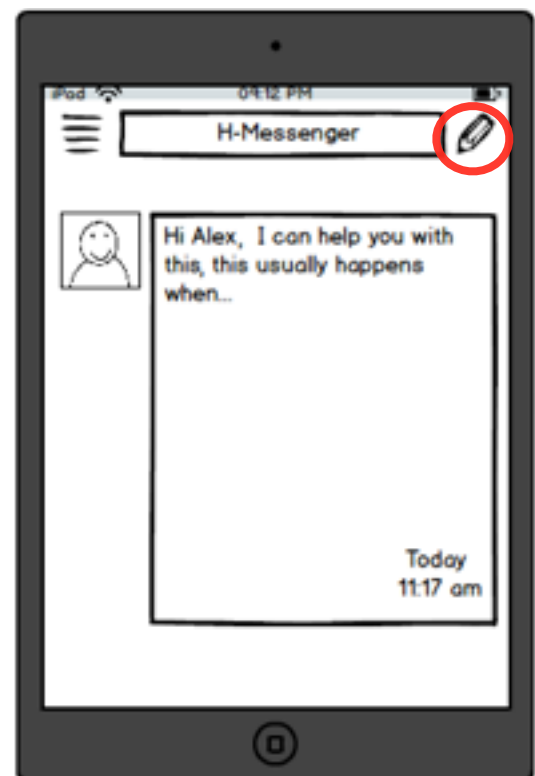 iPod 09:12 PM
H-Messenger
Hi Alex, I can help you with
this, this usually happens
when...
Today
11:17 am